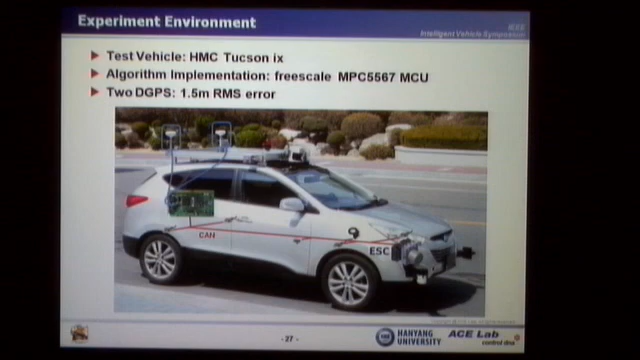 Experiment Environment
IEEE
Intelligent Vehicle Symposium
Test Vehicle: HMC Tucson ix
Algorithm Implementation: freescale MPC5567 MCU
Two DGPS: 1.5m RMS error
CAN
ESC
- 27 -
HANYANG
UNIVERSITY
ACE Lab